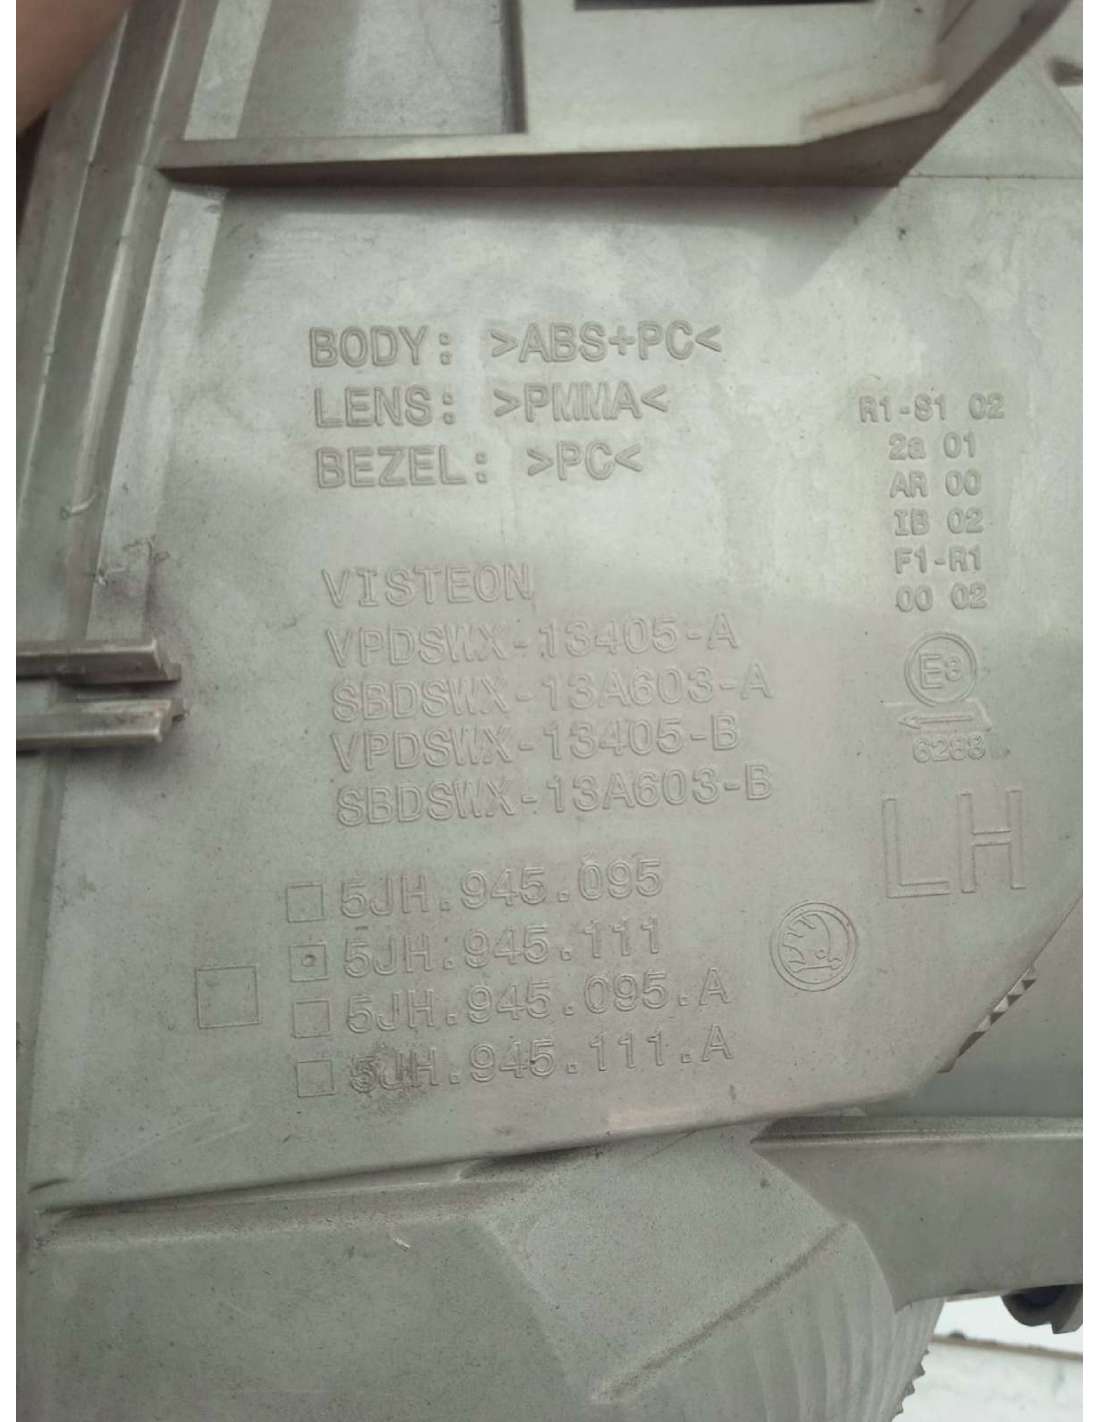 BODY: >ABS+PC<
LENS: >PMMA<
BEZEL: >PC<
R1-S1 02
2a 01
AR 00
IB 02
F1-R1
00 02
E3
6283
LH
VISTEON
VPDSWX-13405-A
SBDSWX-13A603-A
VPDSWX-13405-B
SBDSWX-13A603-B
5JH.945.095
5JH.945.111
5JH.945.095.A
5JH.945.111.A